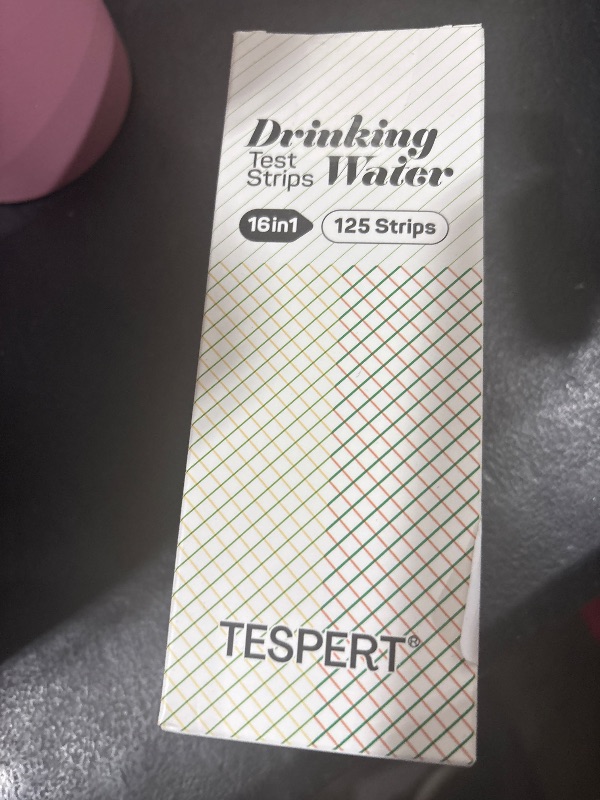 Drinking
Test
Strips Water
16in1 125 Strips
TESPERT®